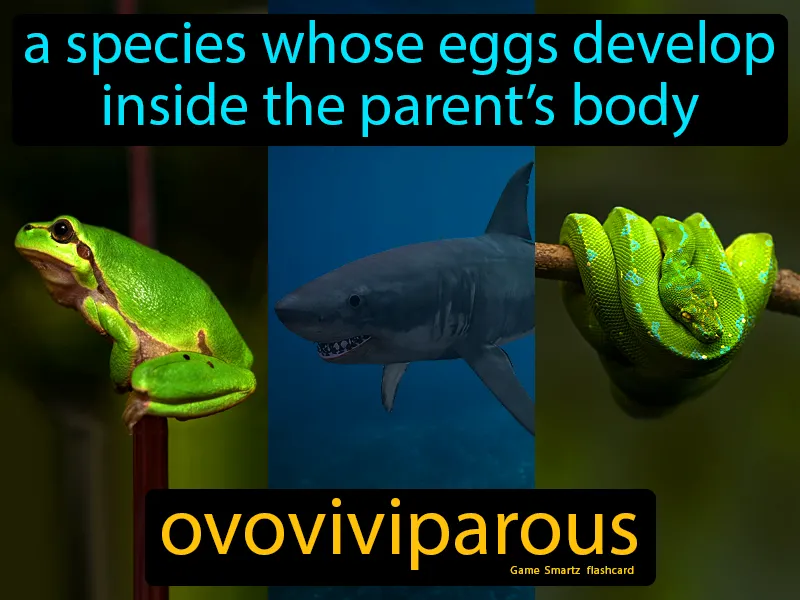 a species whose eggs develop
inside the parent’s body
ovoviviparous
Game Smartz flashcard